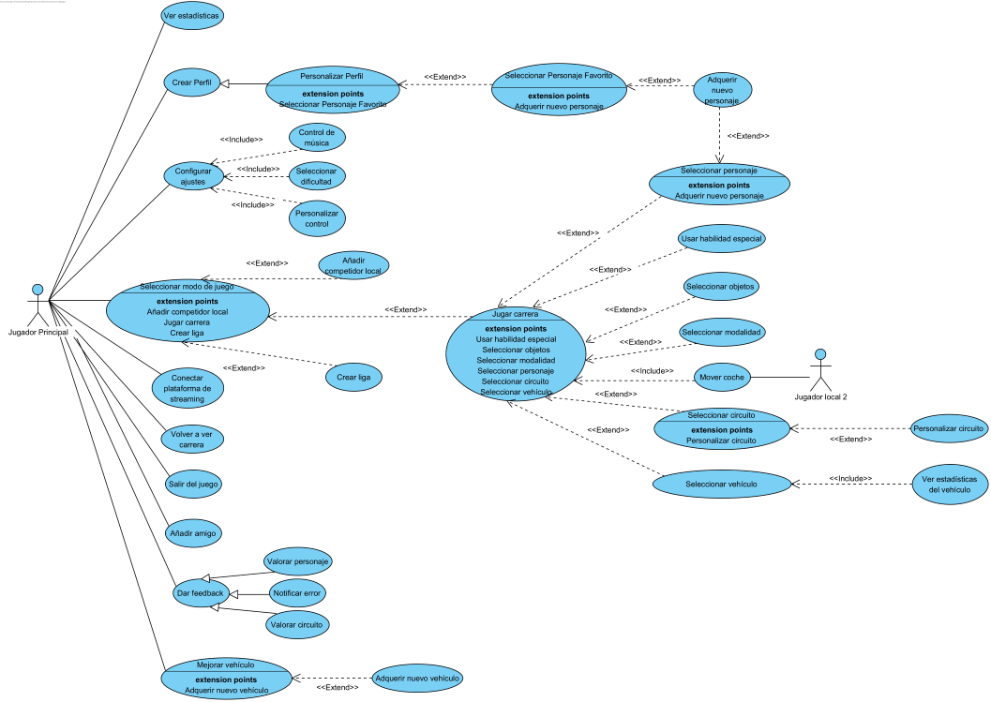 Ver estadísticas
Crear Perfil
Personalizar Perfil
extension points
Seleccionar Personaje Favorito
<<Extend>>
Seleccionar Personaje Favorito
extension points
Adquerir nuevo personaje
<<Extend>>
Adquerir
nuevo
personaje
<<Extend>>
Seleccionar personaje
extension points
Adquerir nuevo personaje
<<Include>>
Control de
música
Configurar
ajustes
<<Include>>
Seleccionar
dificultad
<<Include>>
Personalizar
control
<<Extend>>
Usar habilidad especial
<<Extend>>
Añadir
competidor local
<<Extend>>
Seleccionar modo de juego
extension points
Añadir competidor local
Jugar carrera
Crear liga
<<Extend>>
Jugador Principal
Seleccionar objetos
<<Extend>>
Jugar carrera
extension points
Usar habilidad especial
Seleccionar objetos
Seleccionar modalidad
Seleccionar personaje
Seleccionar circuito
Seleccionar vehículo
Seleccionar modalidad
<<Extend>>
<<Include>>
Mover coche
Jugador local 2
<<Extend>>
Crear liga
Conectar
plataforma de
streaming
<<Extend>>
Seleccionar circuito
extension points
Personalizar circuito
<<Extend>>
Personalizar circuito
<<Extend>>
Volver a ver
carrera
Seleccionar vehículo
<<Include>>
Ver estadísticas
del vehículo
Salir del juego
Añadir amigo
Valorar personaje
Dar feedback
Notificar error
Valorar circuito
Mejorar vehículo
extension points
Adquerir nuevo vehículo
<<Extend>>
Adquerir nuevo vehículo